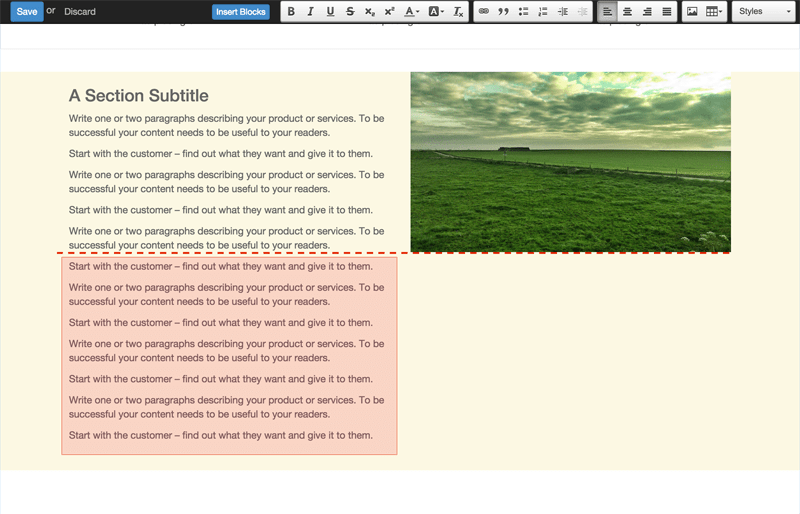 Save or Discard Insert Blocks B I U S x₂ x² A A Tx Styles
A Section Subtitle
Write one or two paragraphs describing your product or services. To be
successful your content needs to be useful to your readers.
Start with the customer – find out what they want and give it to them.
Write one or two paragraphs describing your product or services. To be
successful your content needs to be useful to your readers.
Start with the customer – find out what they want and give it to them.
Write one or two paragraphs describing your product or services. To be
successful your content needs to be useful to your readers.
Start with the customer – find out what they want and give it to them.
Write one or two paragraphs describing your product or services. To be
successful your content needs to be useful to your readers.
Start with the customer – find out what they want and give it to them.
Write one or two paragraphs describing your product or services. To be
successful your content needs to be useful to your readers.
Start with the customer – find out what they want and give it to them.
Write one or two paragraphs describing your product or services. To be
successful your content needs to be useful to your readers.
Start with the customer – find out what they want and give it to them.